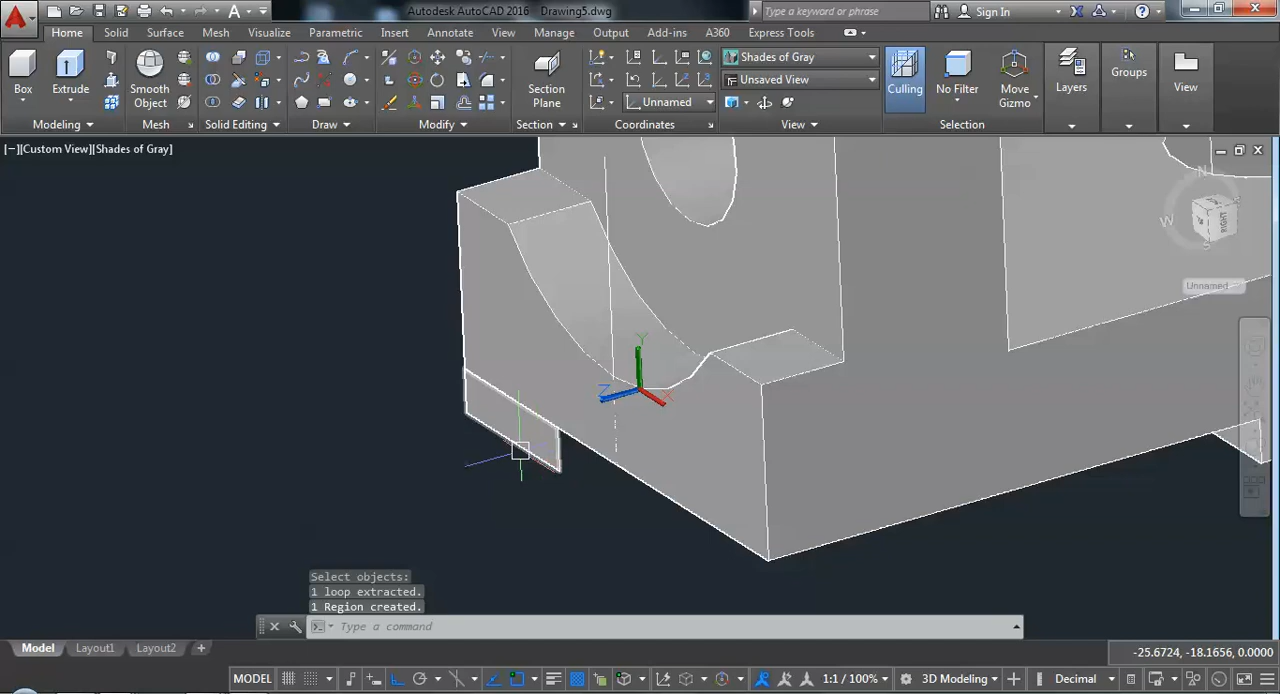 Autodesk AutoCAD 2016   Drawing5.dwg
Type a keyword or phrase
Sign In
Home Solid Surface Mesh Visualize Parametric Insert Annotate View Manage Output Add-ins A360 Express Tools
Box
Extrude
Smooth Object
Section Plane
Unnamed
Shades of Gray
Unsaved View
Culling
No Filter
Move Gizmo
Layers
Groups
View
Modeling
Mesh
Solid Editing
Draw
Modify
Section
Coordinates
View
Selection
[−][Custom View][Shades of Gray]
N
W
S
RIGHT
Unnamed
Y
Z
X
Select objects:
1 loop extracted.
1 Region created.
Type a command
Model Layout1 Layout2 +
-25.6724, -18.1656, 0.0000
MODEL
1:1 / 100%
3D Modeling
Decimal